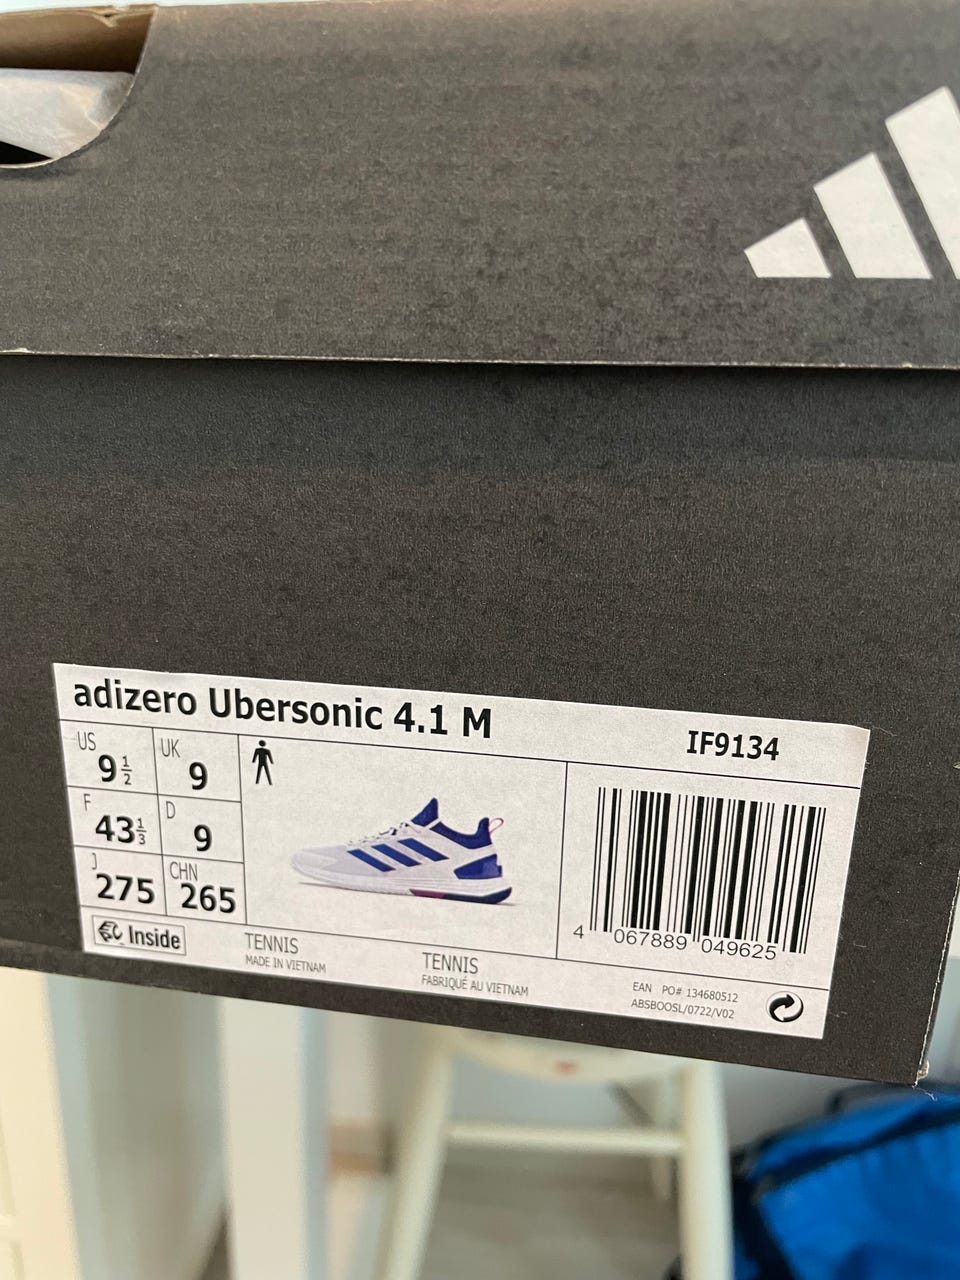 adizero Ubersonic 4.1 M
IF9134
US
9 1/2
UK
9
F
43 1/3
D
9
J
275
CHN
265
Inside
TENNIS
MADE IN VIETNAM
TENNIS
FABRIQUÉ AU VIETNAM
4 067889 049625
EAN PO# 134680512
ABSBOOSL/0722/V02